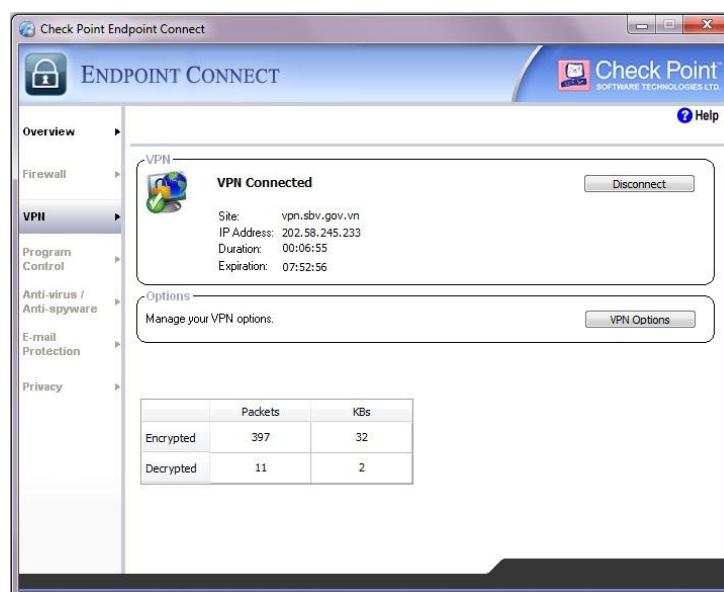 Check Point Endpoint Connect
ENDPOINT CONNECT
Check Point™
SOFTWARE TECHNOLOGIES LTD.
Help
Overview
Firewall
VPN
Program
Control
Anti-virus /
Anti-spyware
E-mail
Protection
Privacy
VPN
VPN Connected
Disconnect
Site: vpn.sbv.gov.vn
IP Address: 202.58.245.233
Duration: 00:06:55
Expiration: 07:52:56
Options
Manage your VPN options.
VPN Options
Packets KBs
Encrypted 397 32
Decrypted 11 2